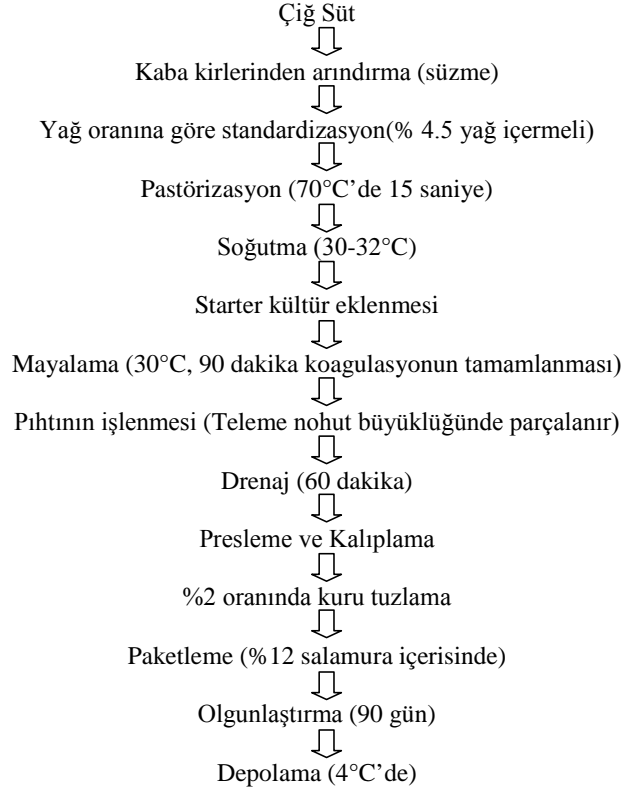 Çiğ Süt
Kaba kirlerinden arındırma (süzme)
Yağ oranına göre standardizasyon(% 4.5 yağ içermeli)
Pastörizasyon (70°C’de 15 saniye)
Soğutma (30-32°C)
Starter kültür eklenmesi
Mayalama (30°C, 90 dakika koagulasyonun tamamlanması)
Pıhtının işlenmesi (Teleme nohut büyüklüğünde parçalanır)
Drenaj (60 dakika)
Presleme ve Kalıplama
%2 oranında kuru tuzlama
Paketleme (%12 salamura içerisinde)
Olgunlaştırma (90 gün)
Depolama (4°C’de)